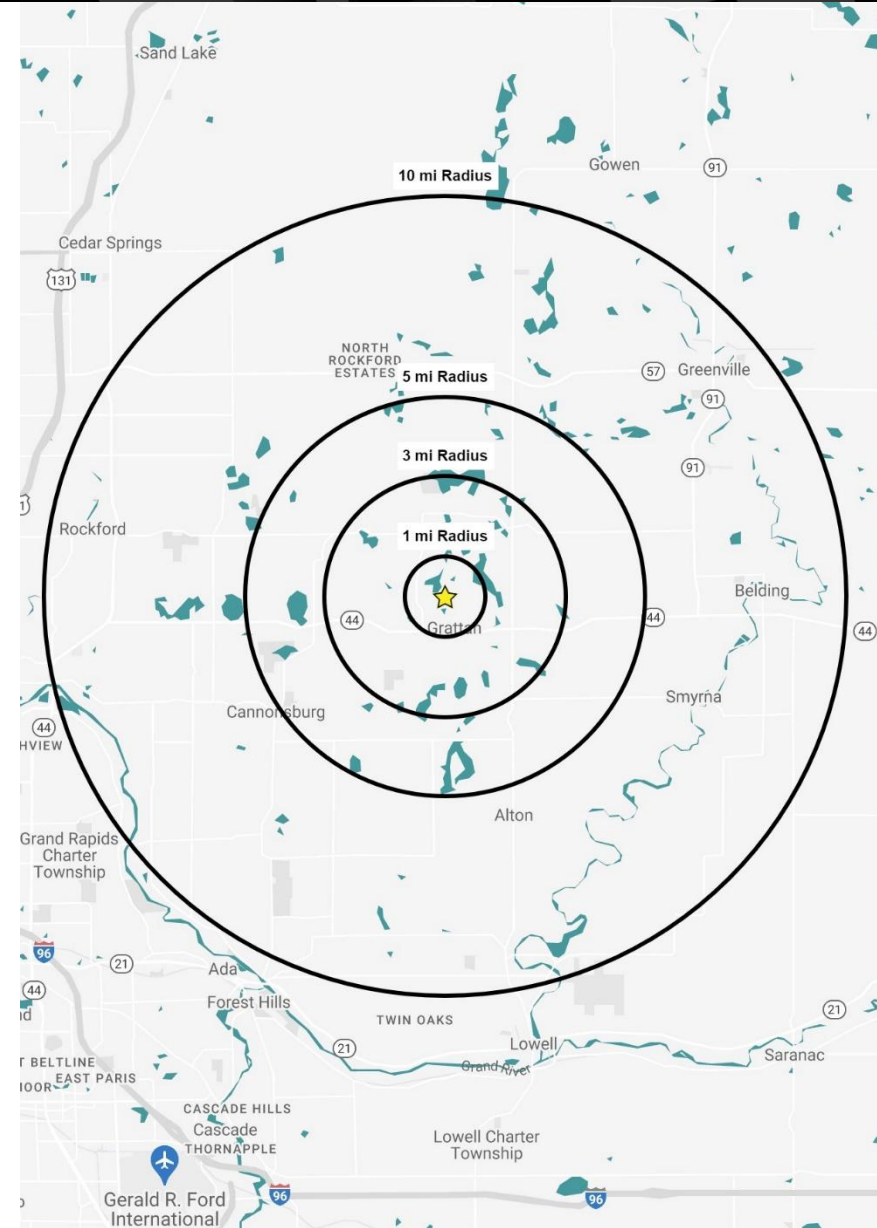 Sand Lake
Gowen
91
10 mi Radius
Cedar Springs
131
NORTH
ROCKFORD
ESTATES
57
Greenville
5 mi Radius
91
3 mi Radius
91
Rockford
1 mi Radius
Belding
44
44
44
Grattan
Smyrna
Cannonsburg
44
HVIEW
Alton
Grand Rapids
Charter
Township
96
21
Ada
44
Forest Hills
21
TWIN OAKS
Lowell
21
Saranac
Grand River
T BELTLINE
EAST PARIS
OOR
CASCADE HILLS
Cascade
THORNAPPLE
Lowell Charter
Township
96
96
Gerald R. Ford
International